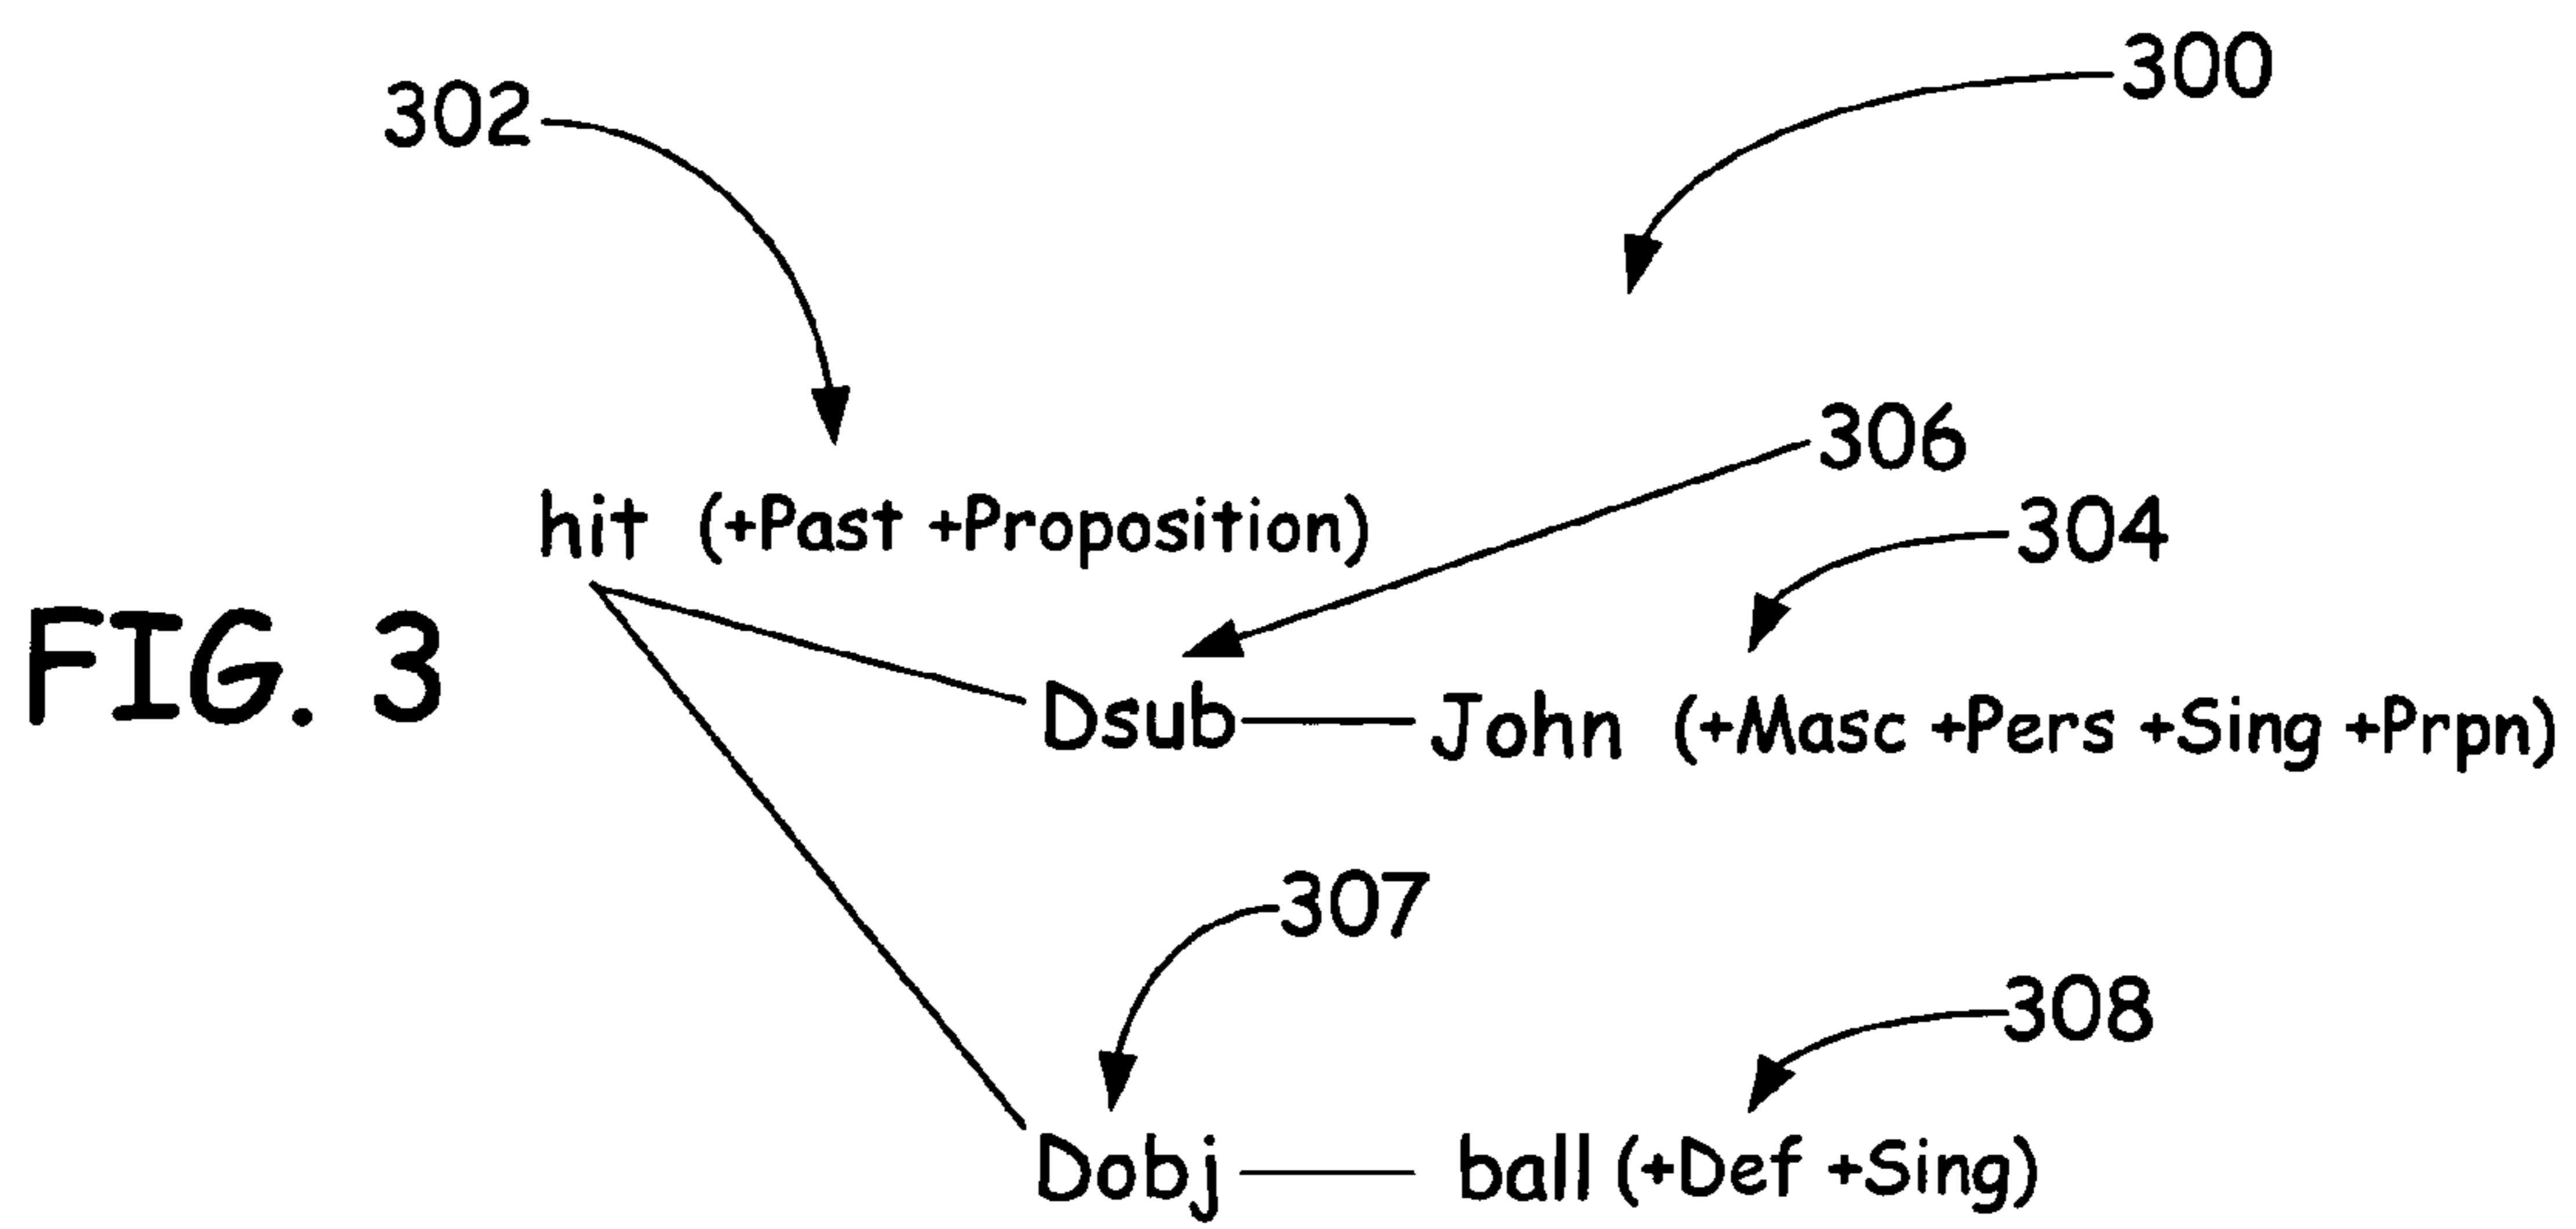 300
302
306
hit (+Past +Proposition)
304
FIG. 3
Dsub John (+Masc +Pers +Sing +Prpn)
307
308
Dobj ball (+Def +Sing)